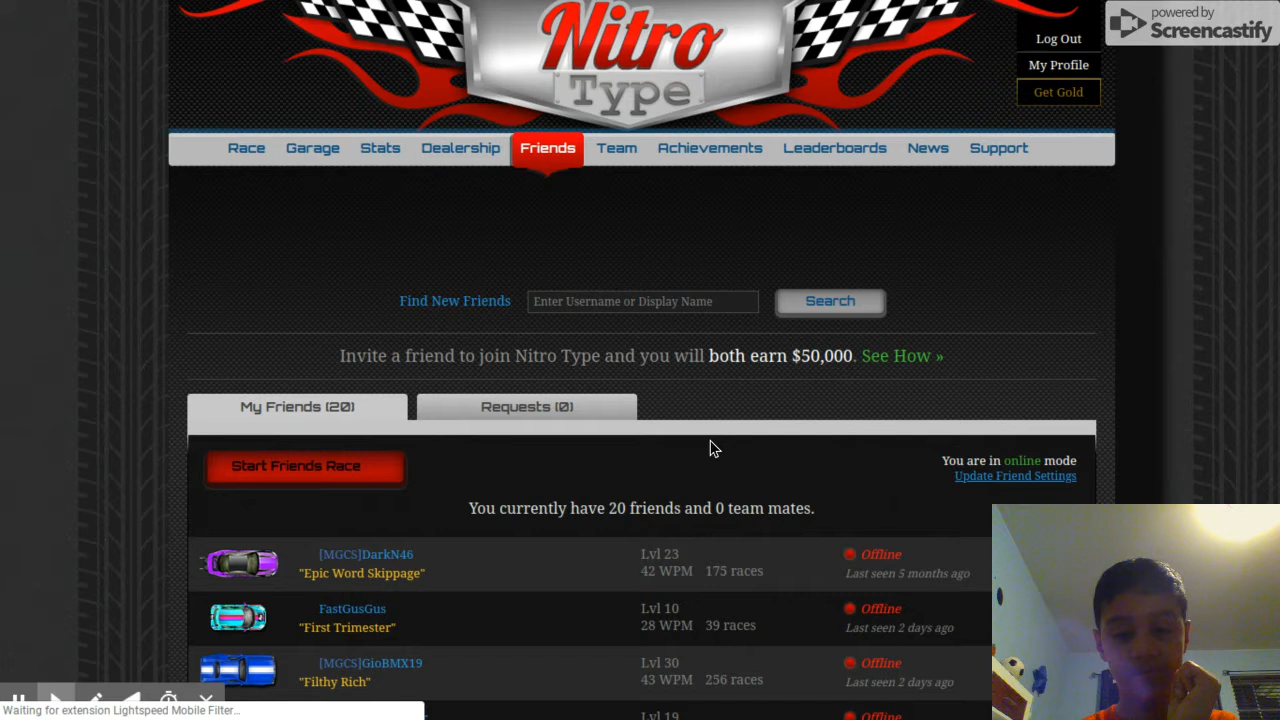 Nitro
Type
powered by
Screencastify
Log Out
My Profile
Get Gold
Race Garage Stats Dealership Friends Team Achievements Leaderboards News Support
Find New Friends Enter Username or Display Name Search
Invite a friend to join Nitro Type and you will both earn $50,000. See How »
My Friends (20) Requests (0)
Start Friends Race
You are in online mode
Update Friend Settings
You currently have 20 friends and 0 team mates.
[MGCS]DarkN46 Lvl 23 Offline
"Epic Word Skippage" 42 WPM 175 races Last seen 5 months ago
FastGusGus Lvl 10 Offline
"First Trimester" 28 WPM 39 races Last seen 2 days ago
[MGCS]GioBMX19 Lvl 30 Offline
"Filthy Rich" 43 WPM 256 races Last seen 2 days ago
Lvl 19 Offline
Waiting for extension Lightspeed Mobile Filter...